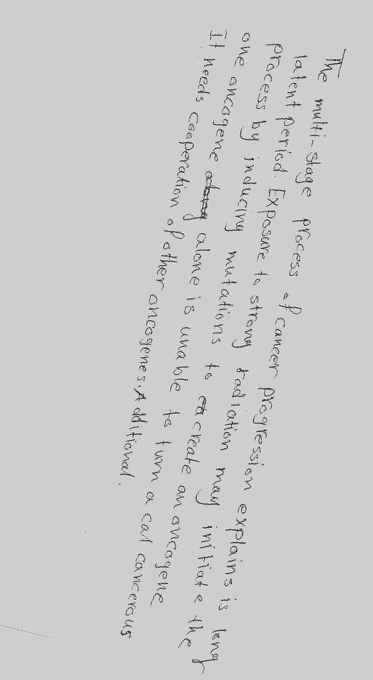 The multi-stage process of cancer progression explains is long
latent period. Exposure to strong radiation may initiate the
process by inducing mutations to create an oncogene
one oncogene alone is unable to turn a cal cancerous
It needs cooperation of other oncogenes. Additional.